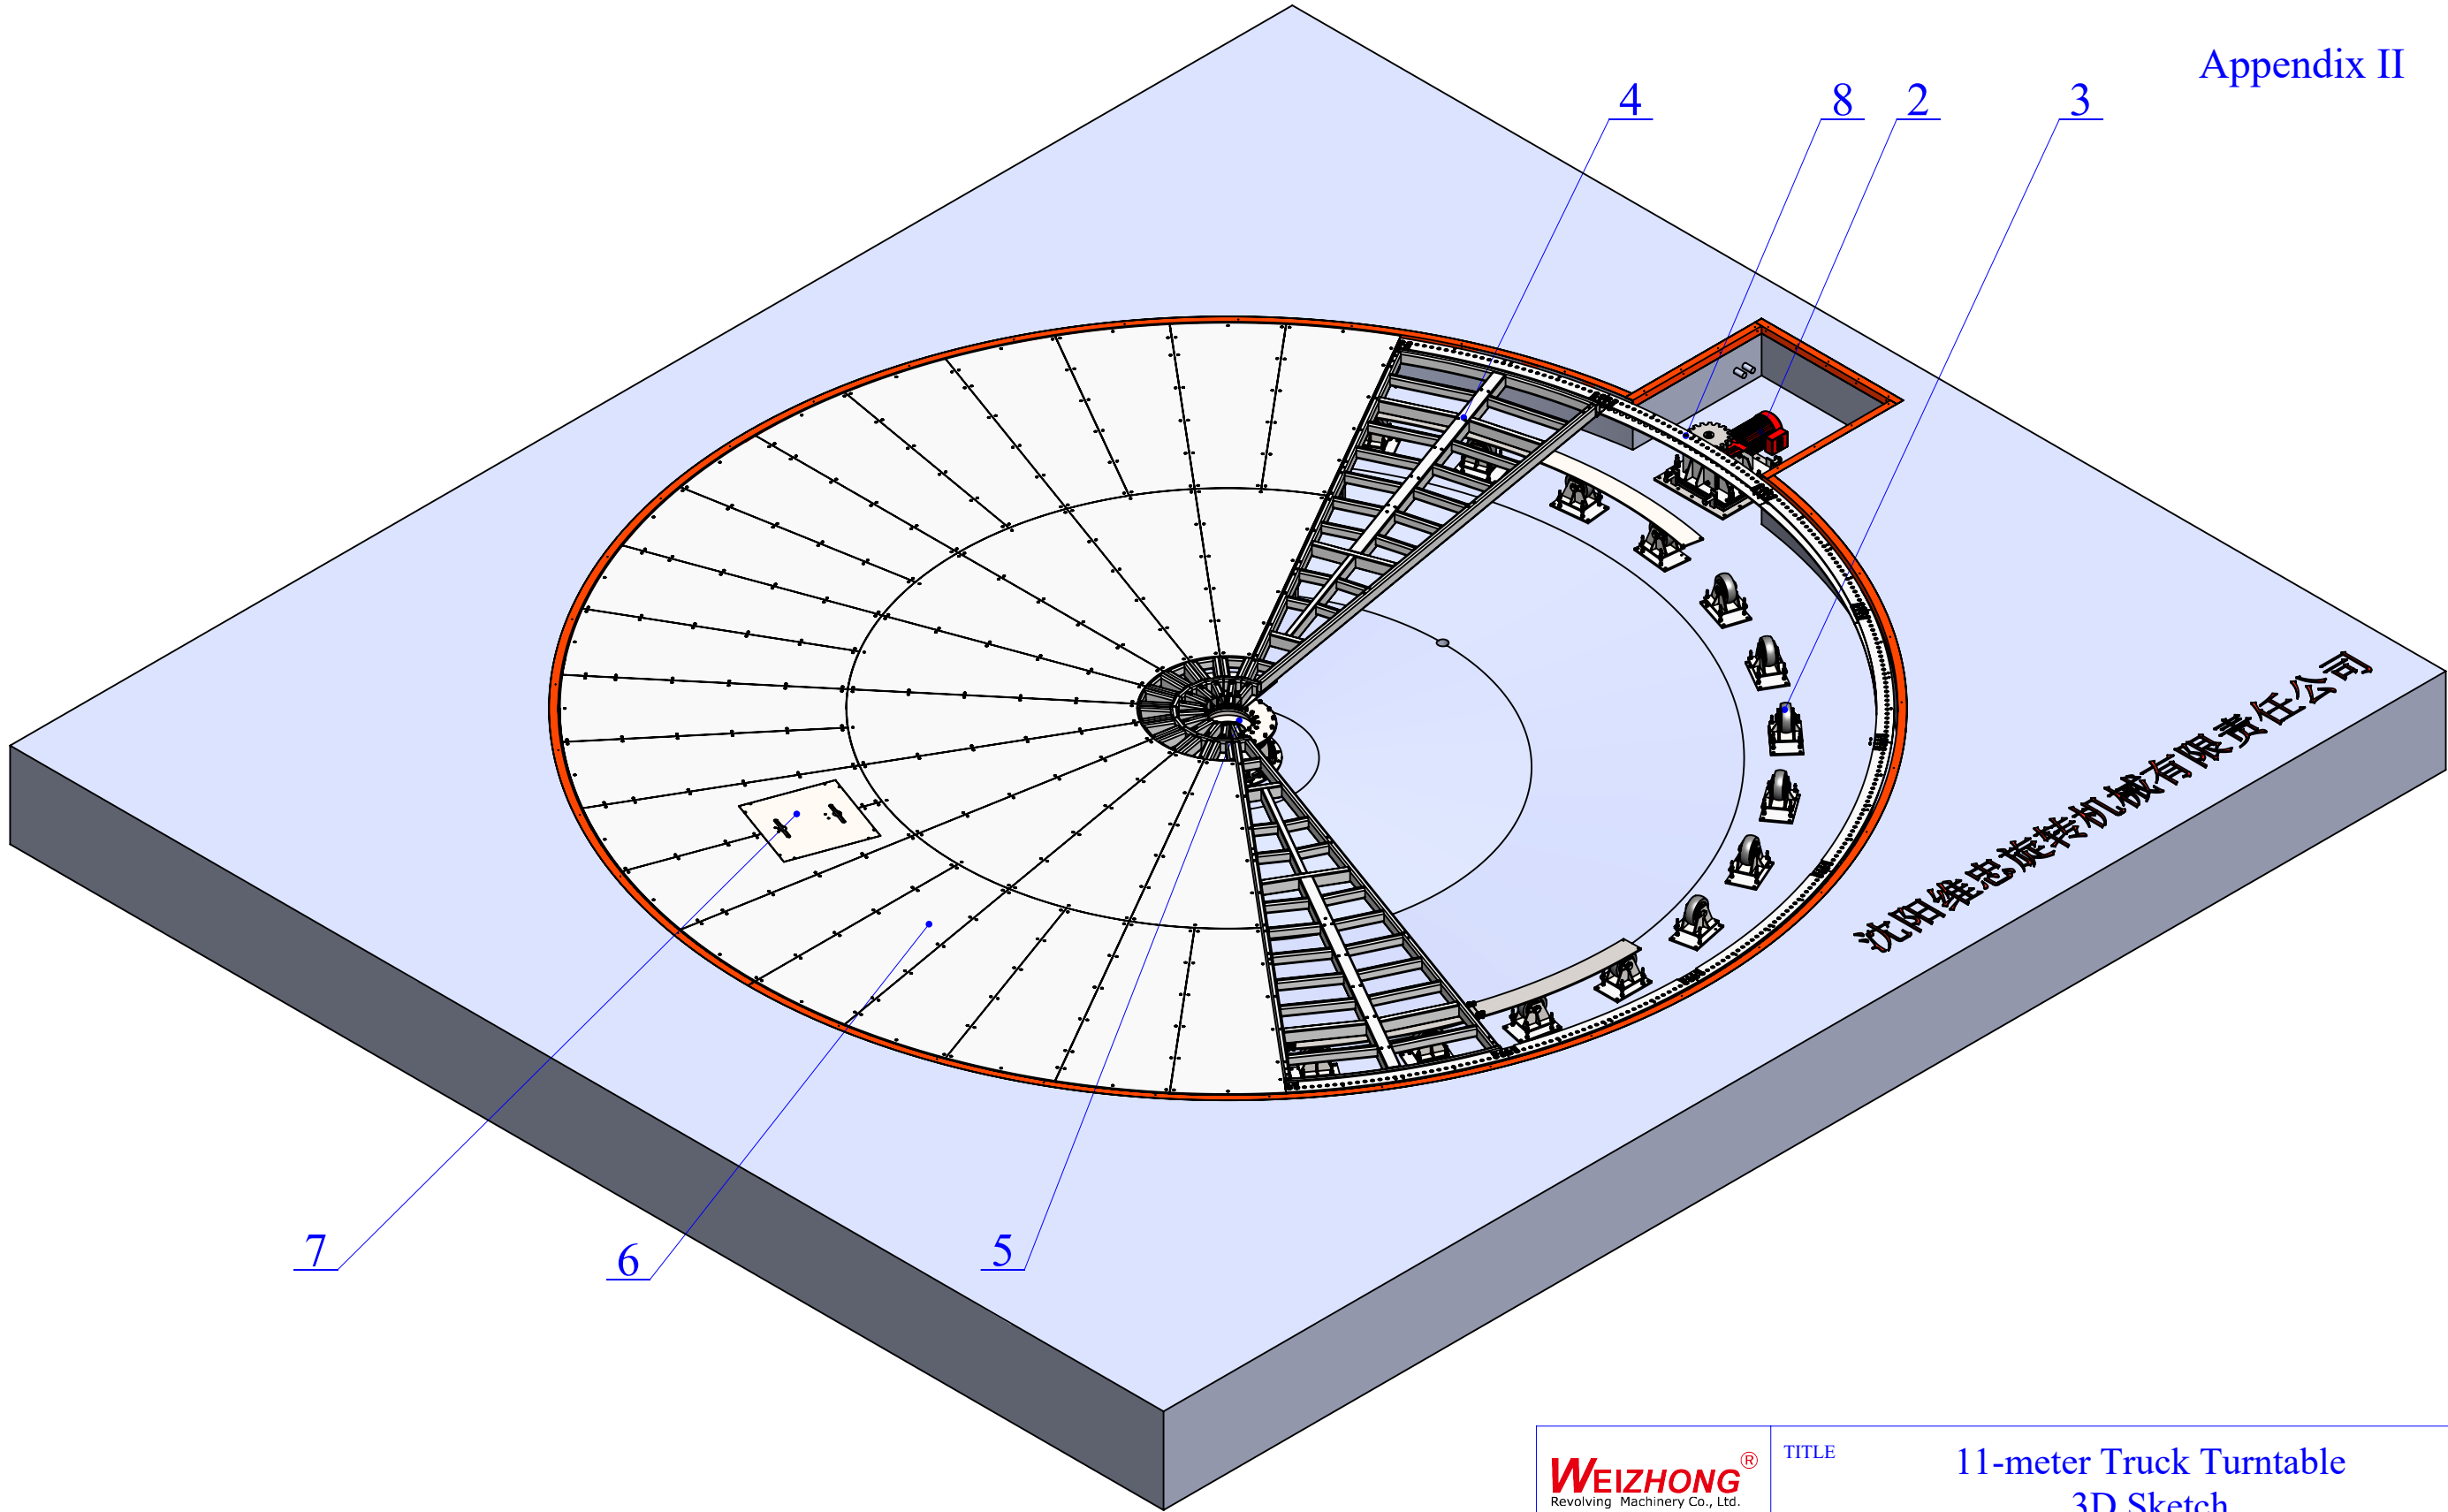 Appendix II
4
8
2
3
沈阳维忠旋转机械有限责任公司
7
6
5
WEIZHONG®
Revolving Machinery Co., Ltd.
TITLE
11-meter Truck Turntable
3D Sketch